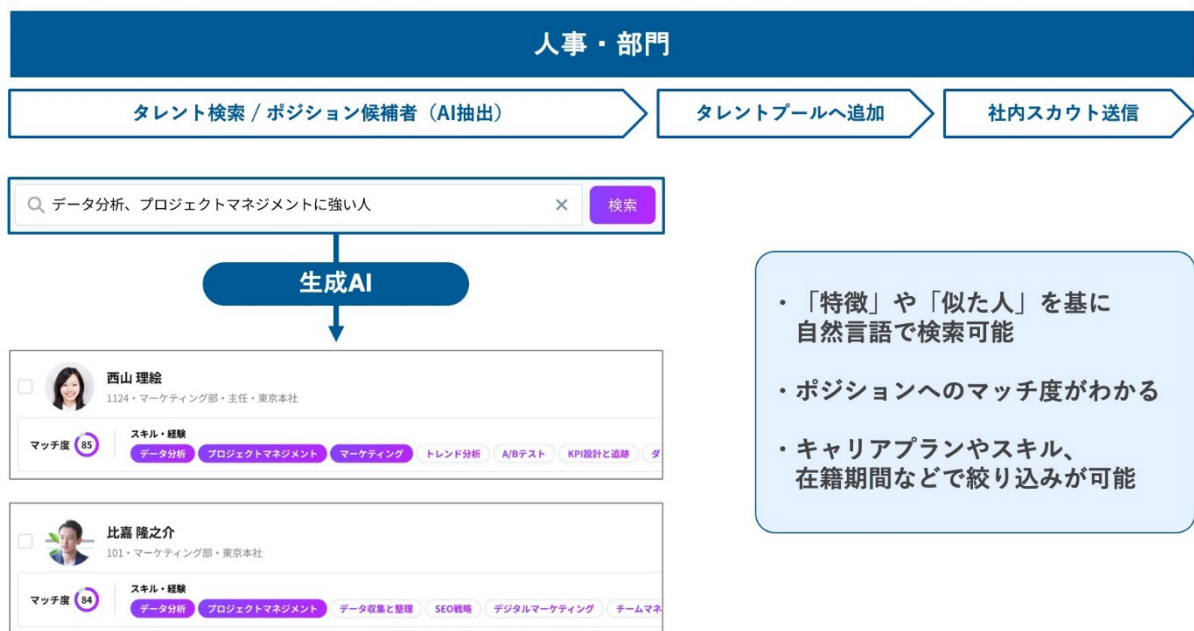 人事・部門
タレント検索 / ポジション候補者（AI抽出）
タレントプールへ追加
社内スカウト送信
データ分析、プロジェクトマネジメントに強い人
検索
生成AI
西山 理絵
1124・マーケティング部・主任・東京本社
マッチ度 85
スキル・経験
データ分析 プロジェクトマネジメント マーケティング トレンド分析 A/Bテスト KPI設計と追跡 ダ
比嘉 隆之介
101・マーケティング部・東京本社
マッチ度 84
スキル・経験
データ分析 プロジェクトマネジメント データ収集と整理 SEO戦略 デジタルマーケティング チームマネ
・「特徴」や「似た人」を基に
自然言語で検索可能
・ポジションへのマッチ度がわかる
・キャリアプランやスキル、
在籍期間などで絞り込みが可能